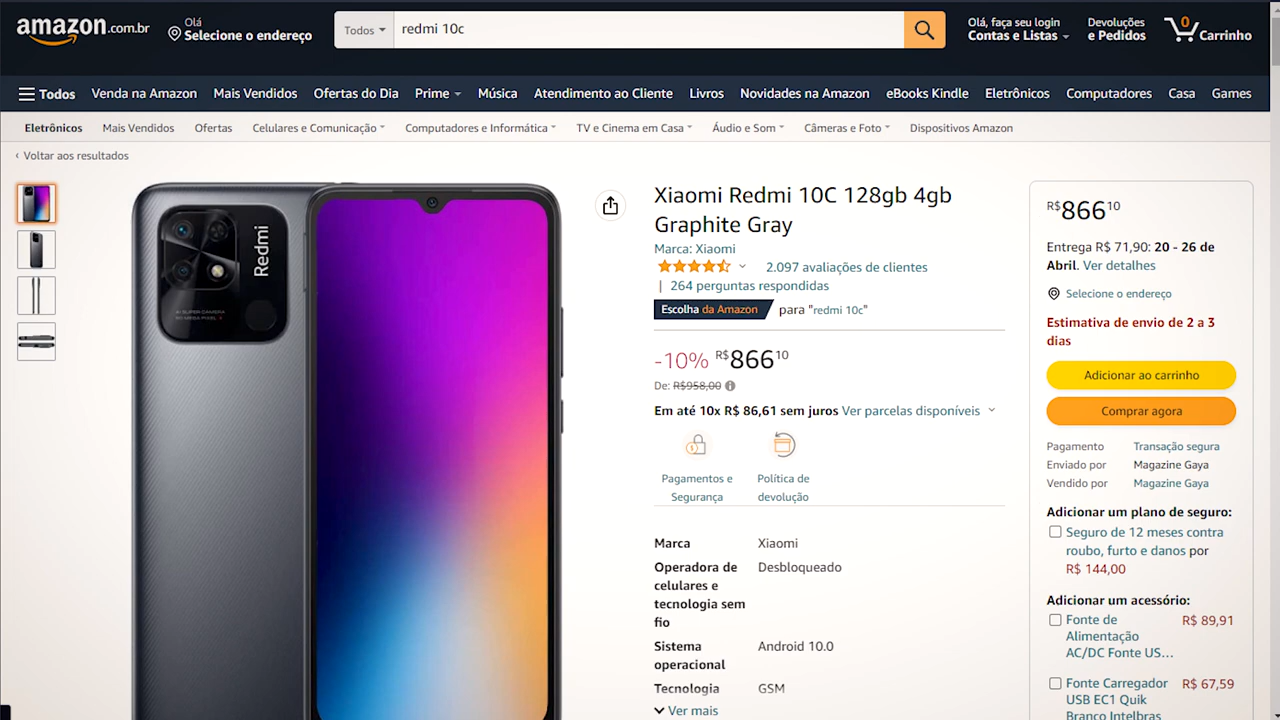 amazon.com.br
Olá
Selecione o endereço
Todos
redmi 10c
Olá, faça seu login
Contas e Listas
Devoluções
e Pedidos
0
Carrinho
Todos
Venda na Amazon
Mais Vendidos
Ofertas do Dia
Prime
Música
Atendimento ao Cliente
Livros
Novidades na Amazon
eBooks Kindle
Eletrônicos
Computadores
Casa
Games
Eletrônicos
Mais Vendidos
Ofertas
Celulares e Comunicação
Computadores e Informática
TV e Cinema em Casa
Áudio e Som
Câmeras e Foto
Dispositivos Amazon
‹ Voltar aos resultados
Redmi
Xiaomi Redmi 10C 128gb 4gb
Graphite Gray
Marca: Xiaomi
2.097 avaliações de clientes
| 264 perguntas respondidas
Escolha da Amazon para "redmi 10c"
-10% R$86610
De: R$958,00
Em até 10x R$ 86,61 sem juros Ver parcelas disponíveis
Pagamentos e
Segurança
Política de
devolução
Marca Xiaomi
Operadora de Desbloqueado
celulares e
tecnologia sem
fio
Sistema Android 10.0
operacional
Tecnologia GSM
Ver mais
R$86610
Entrega R$ 71,90: 20 - 26 de
Abril. Ver detalhes
Selecione o endereço
Estimativa de envio de 2 a 3
dias
Adicionar ao carrinho
Comprar agora
Pagamento Transação segura
Enviado por Magazine Gaya
Vendido por Magazine Gaya
Adicionar um plano de seguro:
Seguro de 12 meses contra
roubo, furto e danos por
R$ 144,00
Adicionar um acessório:
Fonte de R$ 89,91
Alimentação
AC/DC Fonte US...
Fonte Carregador R$ 67,59
USB EC1 Quik
Branco Intelbras